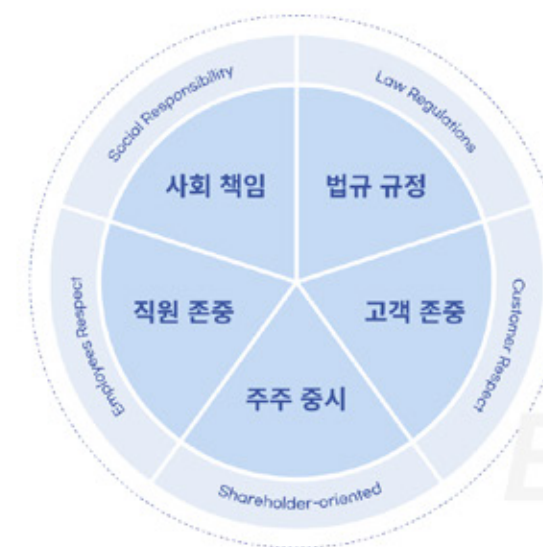 Social Responsibility
Law Regulations
사회 책임
법규 규정
Employees Respect
직원 존중
고객 존중
Customer Respect
주주 중시
Shareholder-oriented
E